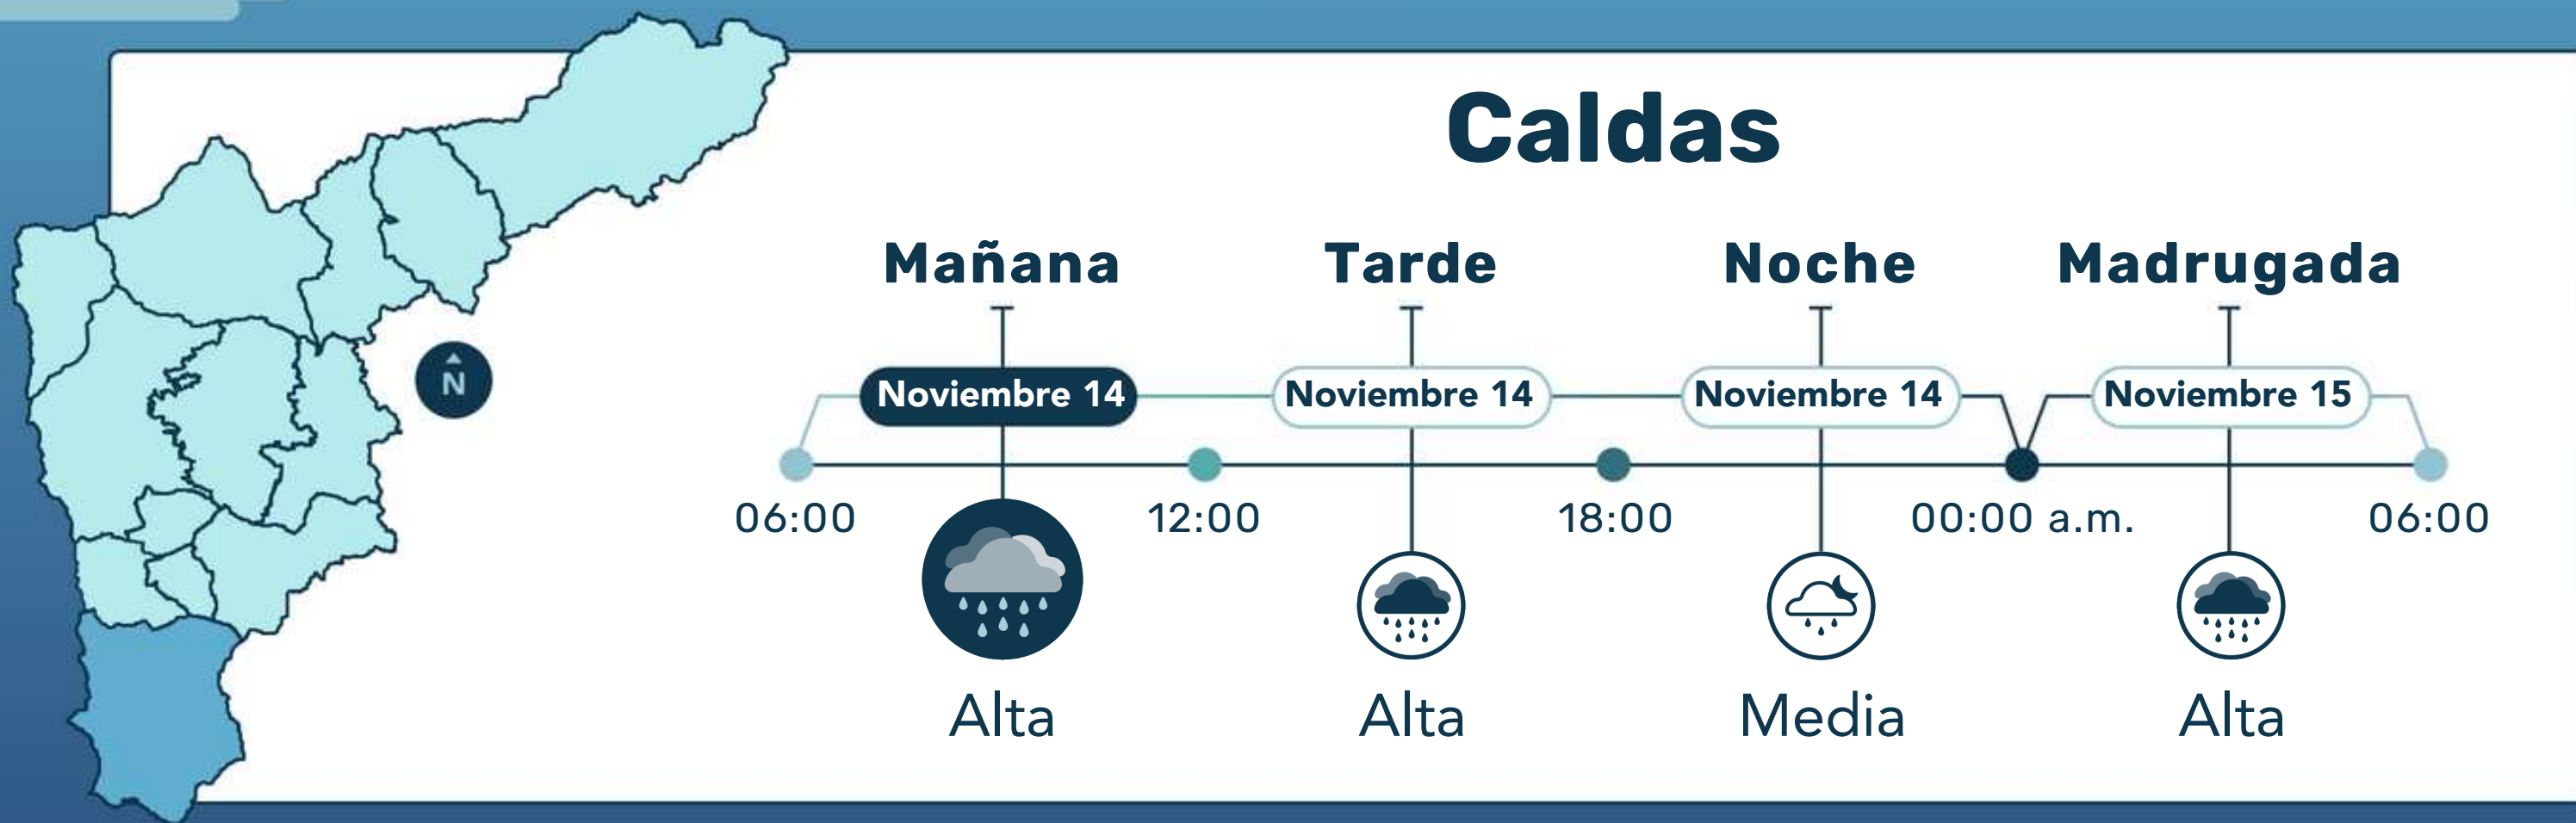 Caldas
Mañana Tarde Noche Madrugada
N
Noviembre 14 Noviembre 14 Noviembre 14 Noviembre 15
06:00 12:00 18:00 00:00 a.m. 06:00
Alta Alta Media Alta